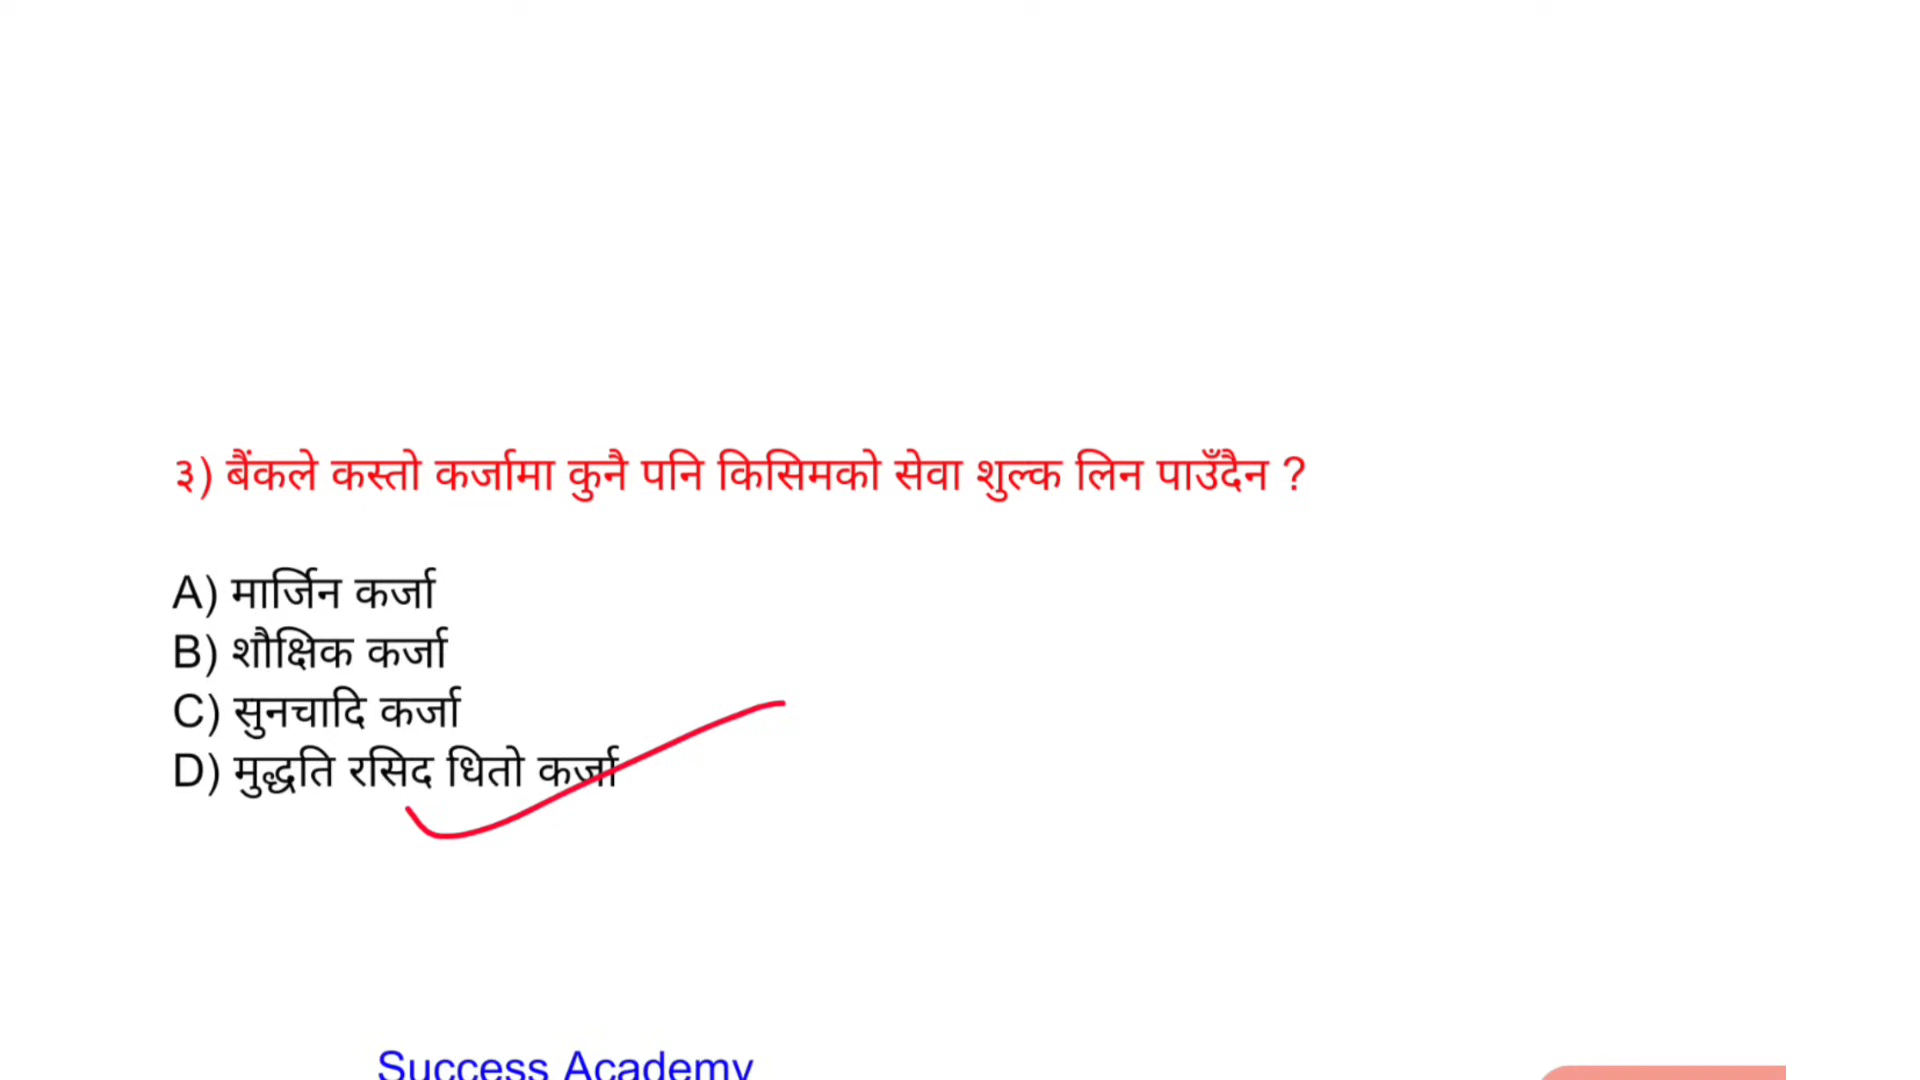 ३) बैंकले कस्तो कर्जामा कुनै पनि किसिमको सेवा शुल्क लिन पाउँदैन ?
A) मार्जिन कर्जा
B) शौक्षिक कर्जा
C) सुनचादि कर्जा
D) मुद्धति रसिद धितो कर्जा
Success Academy